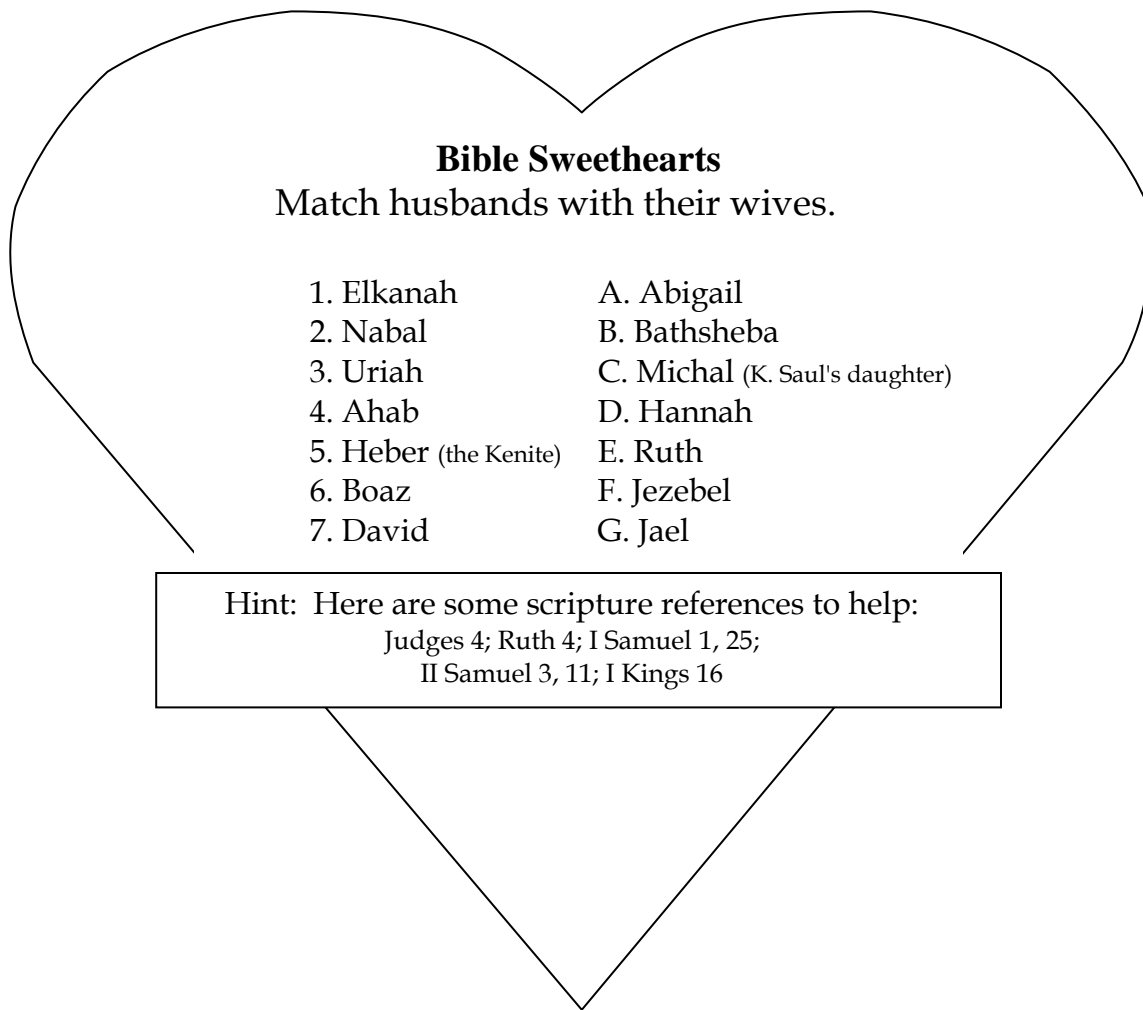 Bible Sweethearts
Match husbands with their wives.
1. Elkanah A. Abigail
2. Nabal B. Bathsheba
3. Uriah C. Michal (K. Saul's daughter)
4. Ahab D. Hannah
5. Heber (the Kenite) E. Ruth
6. Boaz F. Jezebel
7. David G. Jael
Hint: Here are some scripture references to help:
Judges 4; Ruth 4; I Samuel 1, 25;
II Samuel 3, 11; I Kings 16